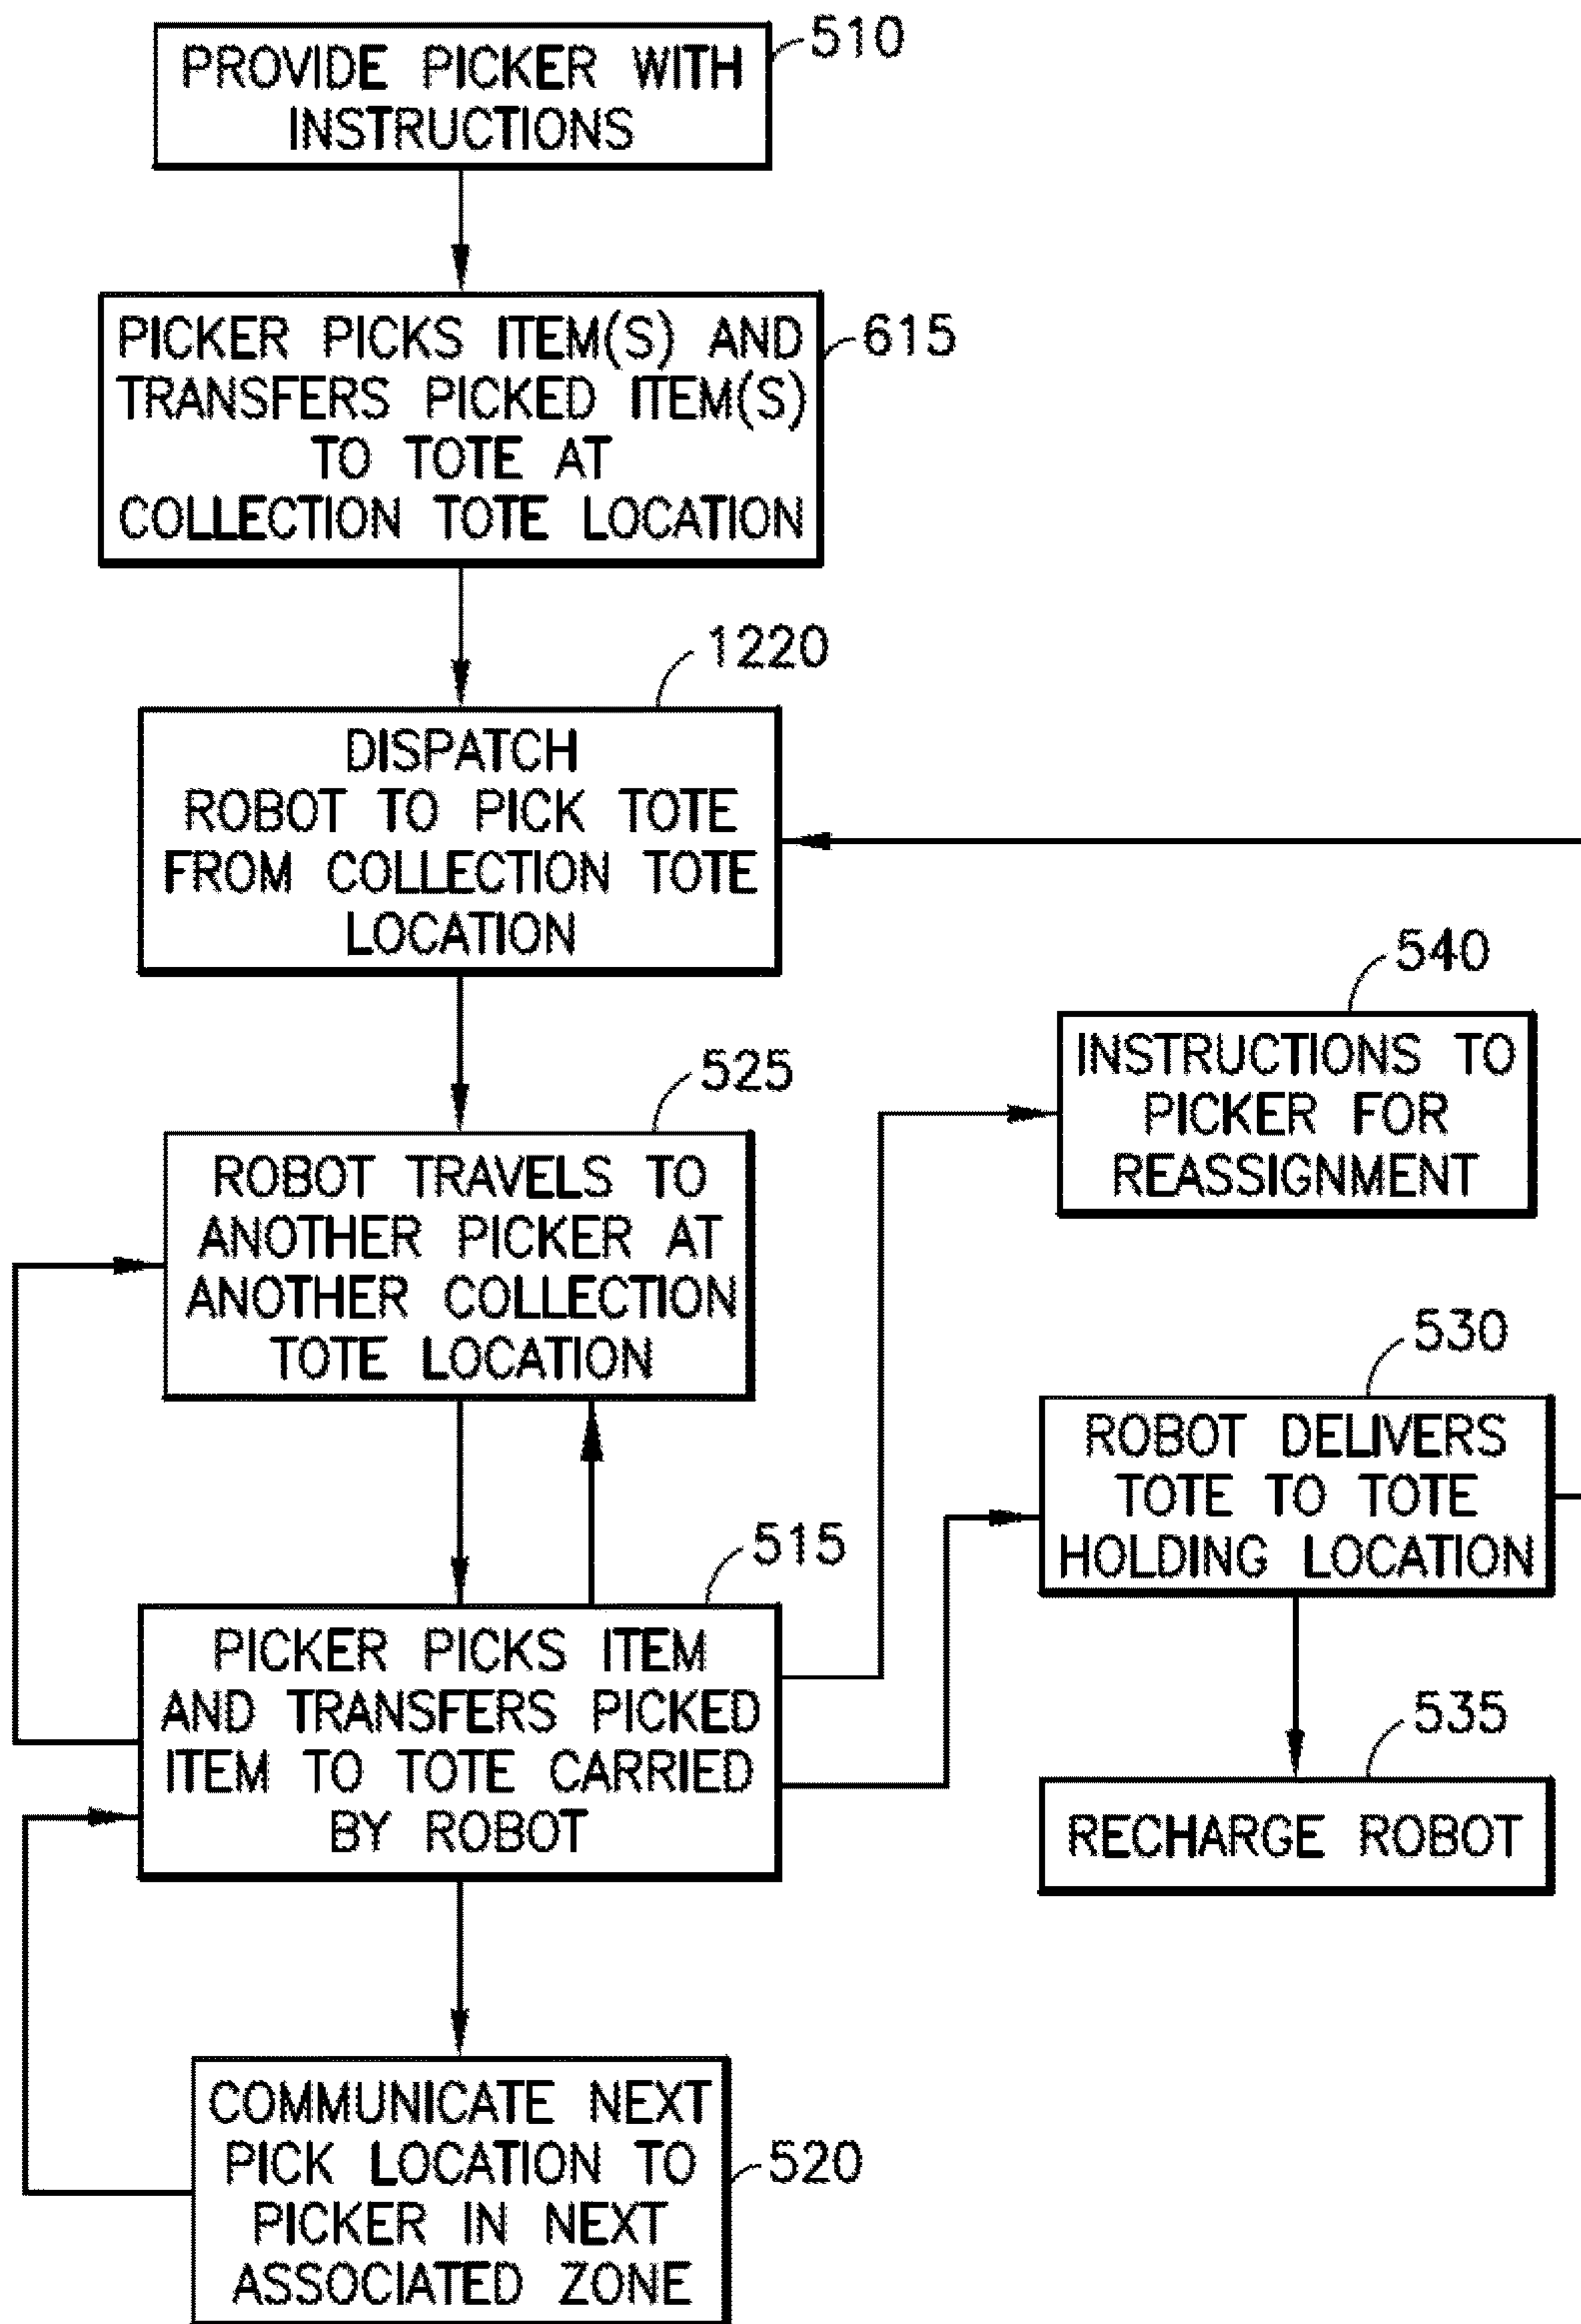 PROVIDE PICKER WITH
INSTRUCTIONS
510
PICKER PICKS ITEM(S) AND
TRANSFERS PICKED ITEM(S)
TO TOTE AT
COLLECTION TOTE LOCATION
615
1220
DISPATCH
ROBOT TO PICK TOTE
FROM COLLECTION TOTE
LOCATION
540
INSTRUCTIONS TO
PICKER FOR
REASSIGNMENT
525
ROBOT TRAVELS TO
ANOTHER PICKER AT
ANOTHER COLLECTION
TOTE LOCATION
530
ROBOT DELIVERS
TOTE TO TOTE
HOLDING LOCATION
515
PICKER PICKS ITEM
AND TRANSFERS PICKED
ITEM TO TOTE CARRIED
BY ROBOT
535
RECHARGE ROBOT
COMMUNICATE NEXT
PICK LOCATION TO
PICKER IN NEXT
ASSOCIATED ZONE
520